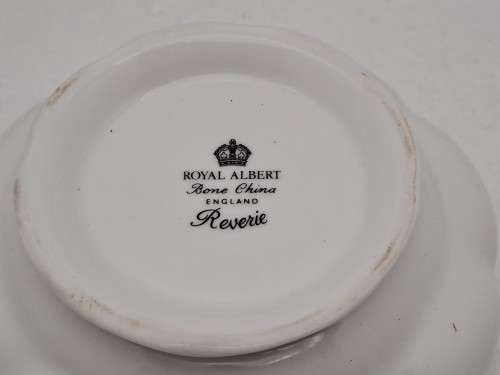 ROYAL ALBERT
Bone China
ENGLAND
Reverie